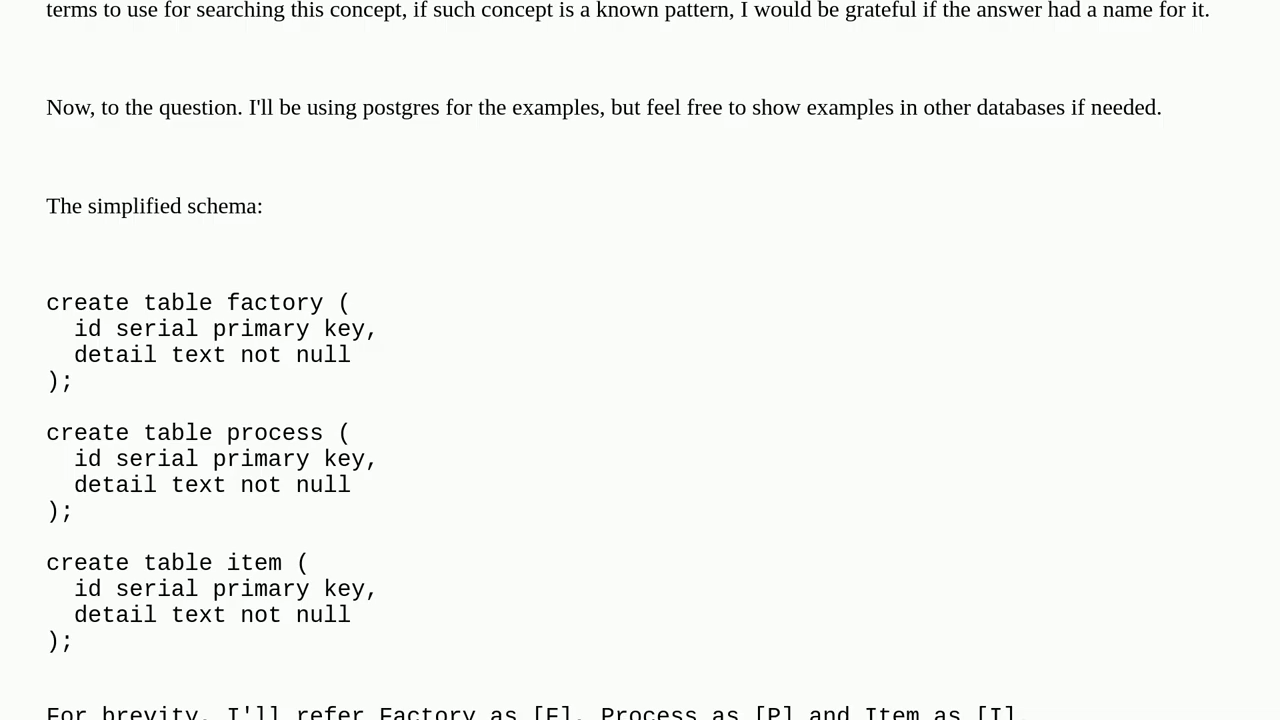 terms to use for searching this concept, if such concept is a known pattern, I would be grateful if the answer had a name for it.
Now, to the question. I'll be using postgres for the examples, but feel free to show examples in other databases if needed.
The simplified schema:
create table factory (
  id serial primary key,
  detail text not null
);
create table process (
  id serial primary key,
  detail text not null
);
create table item (
  id serial primary key,
  detail text not null
);
For brevity, I'll refer Factory as [F], Process as [P] and Item as [I].